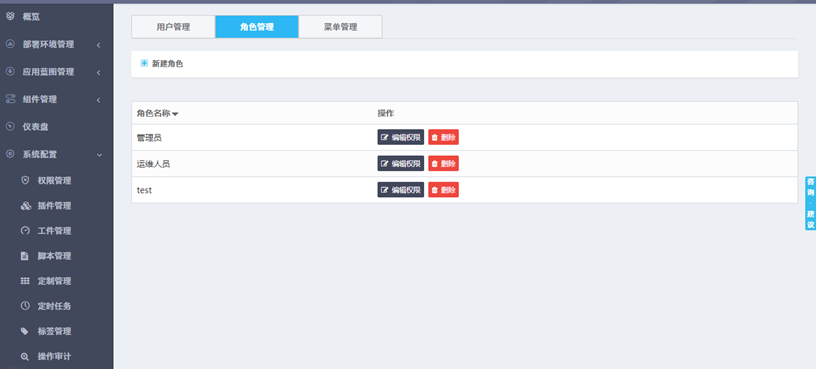 概览
部署环境管理
应用蓝图管理
组件管理
仪表盘
系统配置
权限管理
插件管理
工件管理
脚本管理
定制管理
定时任务
标签管理
操作审计
用户管理 角色管理 菜单管理
新建角色
角色名称 操作
管理员 编辑权限 删除
运维人员 编辑权限 删除
test 编辑权限 删除
咨询·建议